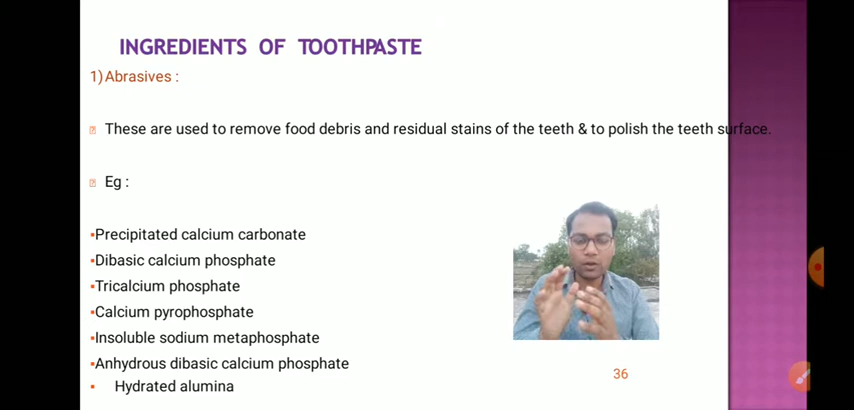 INGREDIENTS OF TOOTHPASTE
1) Abrasives :
These are used to remove food debris and residual stains of the teeth & to polish the teeth surface.
Eg :
▪Precipitated calcium carbonate
▪Dibasic calcium phosphate
▪Tricalcium phosphate
▪Calcium pyrophosphate
▪Insoluble sodium metaphosphate
▪Anhydrous dibasic calcium phosphate
▪ Hydrated alumina
36